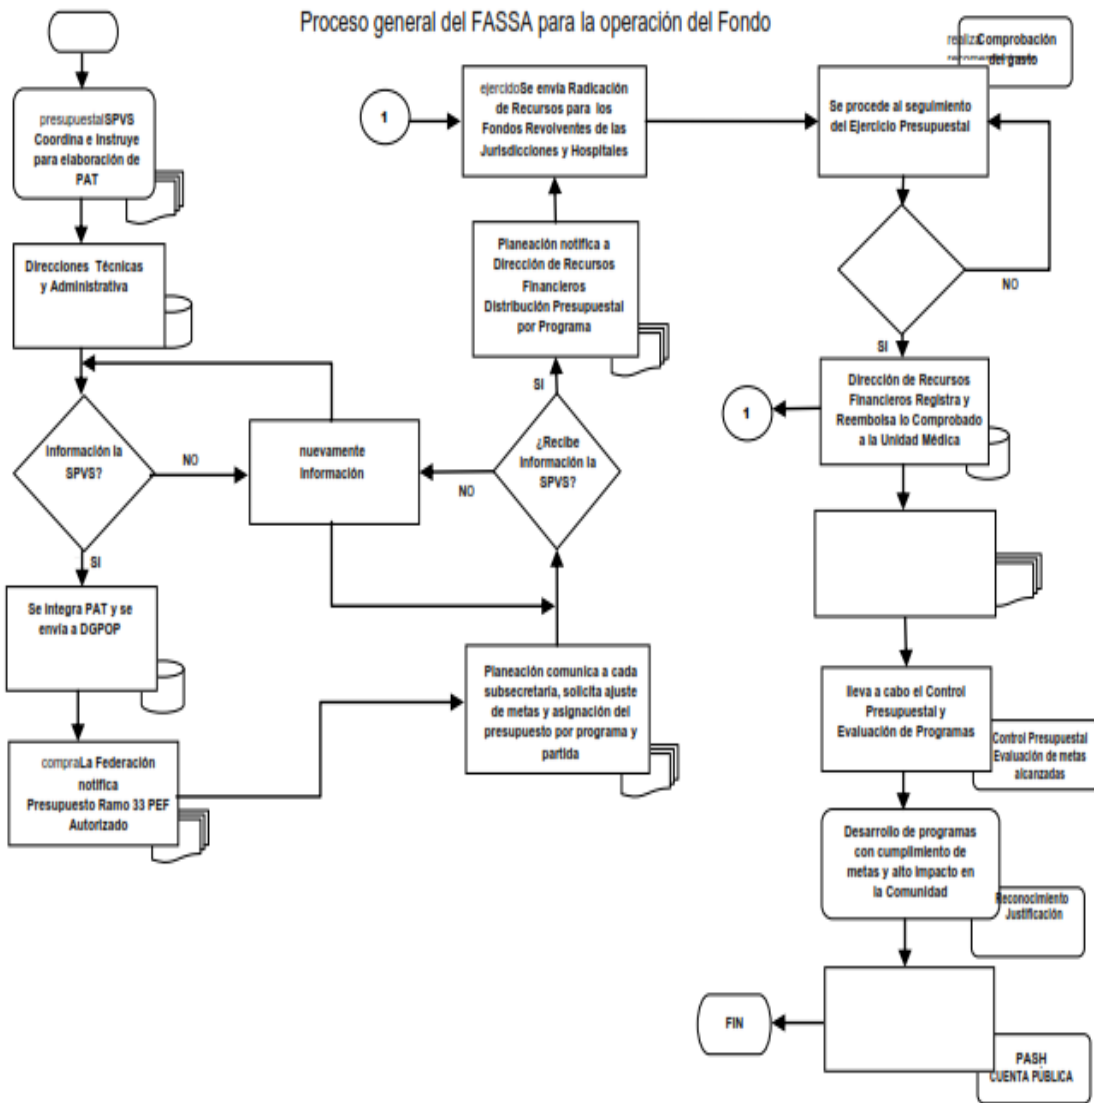 Proceso general del FASSA para la operación del Fondo
presupuestalSPVS
Coordina e Instruye
para elaboración de
PAT
Direcciones Técnicas
y Administrativa
Información la
SPVS?
NO
SI
Se Integra PAT y se
envía a DGPOP
compraLa Federación
notifica
Presupuesto Ramo 33 PEF
Autorizado
nuevamente
Información
1
ejercidoSe envía Radicación
de Recursos para los
Fondos Revolventes de las
Jurisdicciones y Hospitales
Planeación notifica a
Dirección de Recursos
Financieros
Distribución Presupuestal
por Programa
SI
¿Recibe
Información la
SPVS?
NO
Planeación comunica a cada
subsecretaría, solicita ajuste
de metas y asignación del
presupuesto por programa y
partida
realiza Comprobación
del gasto
Se procede al seguimiento
del Ejercicio Presupuestal
NO
SI
Dirección de Recursos
Financieros Registra y
Reembolsa lo Comprobado
a la Unidad Médica
1
lleva a cabo el Control
Presupuestal y
Evaluación de Programas
Control Presupuestal
Evaluación de metas
alcanzadas
Desarrollo de programas
con cumplimiento de
metas y alto Impacto en
la Comunidad
Reconocimiento
Justificación
FIN
PASH
CUENTA PÚBLICA